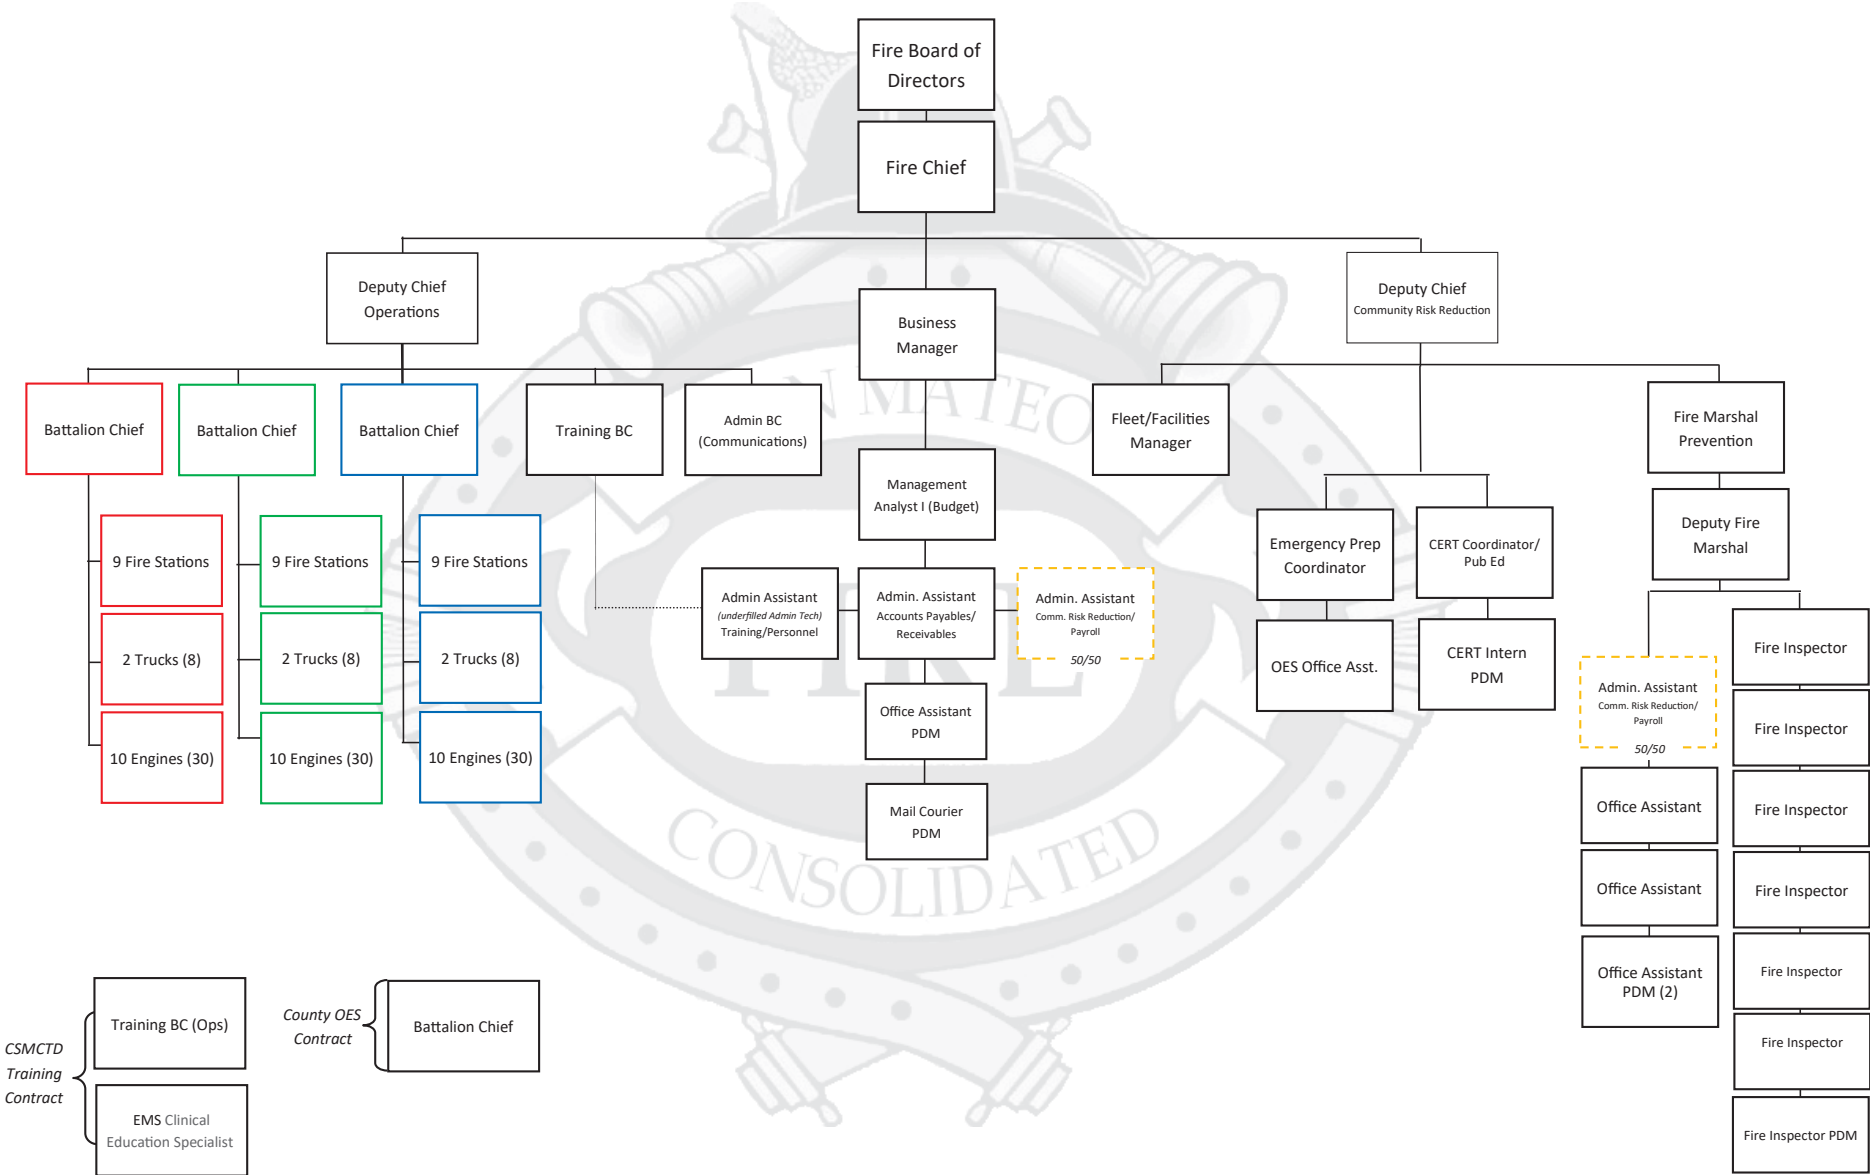 Fire Board of
Directors
Fire Chief
Deputy Chief
Operations
Business
Manager
Deputy Chief
Community Risk Reduction
Battalion Chief
Battalion Chief
Battalion Chief
Training BC
Admin BC
(Communications)
Fleet/Facilities
Manager
Fire Marshal
Prevention
9 Fire Stations
2 Trucks (8)
10 Engines (30)
9 Fire Stations
2 Trucks (8)
10 Engines (30)
9 Fire Stations
2 Trucks (8)
10 Engines (30)
Management
Analyst I (Budget)
Admin Assistant
(underfilled Admin Tech)
Training/Personnel
Admin. Assistant
Accounts Payables/
Receivables
Admin. Assistant
Comm. Risk Reduction/
Payroll
50/50
Office Assistant
PDM
Mail Courier
PDM
Emergency Prep
Coordinator
OES Office Asst.
CERT Coordinator/
Pub Ed
CERT Intern
PDM
Deputy Fire
Marshal
Admin. Assistant
Comm. Risk Reduction/
Payroll
50/50
Office Assistant
Office Assistant
Office Assistant
PDM (2)
Fire Inspector
Fire Inspector
Fire Inspector
Fire Inspector
Fire Inspector
Fire Inspector
Fire Inspector PDM
CSMCTD
Training
Contract
Training BC (Ops)
EMS Clinical
Education Specialist
County OES
Contract
Battalion Chief
MATEO
CONSOLIDATED